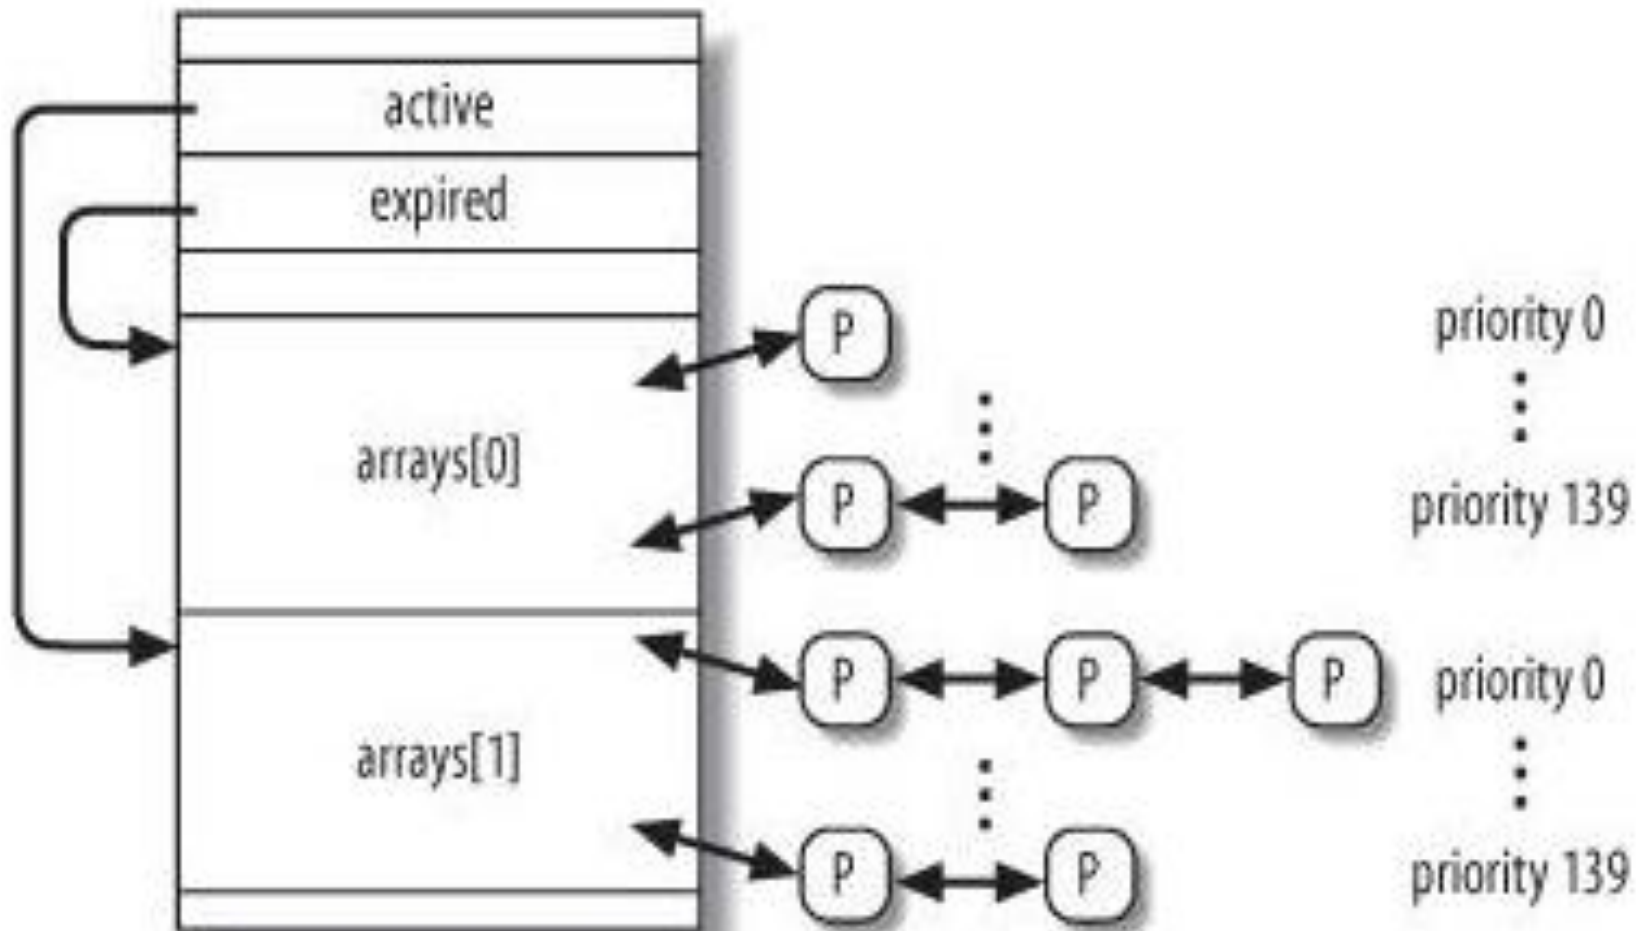 active
expired
P
priority 0
arrays[0]
P
P
priority 139
P
P
P
priority 0
arrays[1]
P
P
priority 139